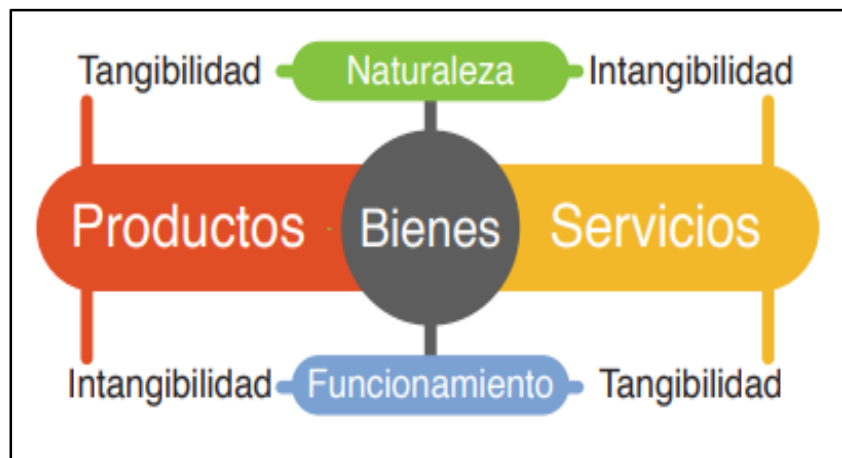 Tangibilidad Naturaleza Intangibilidad
Productos Bienes Servicios
Intangibilidad Funcionamiento Tangibilidad